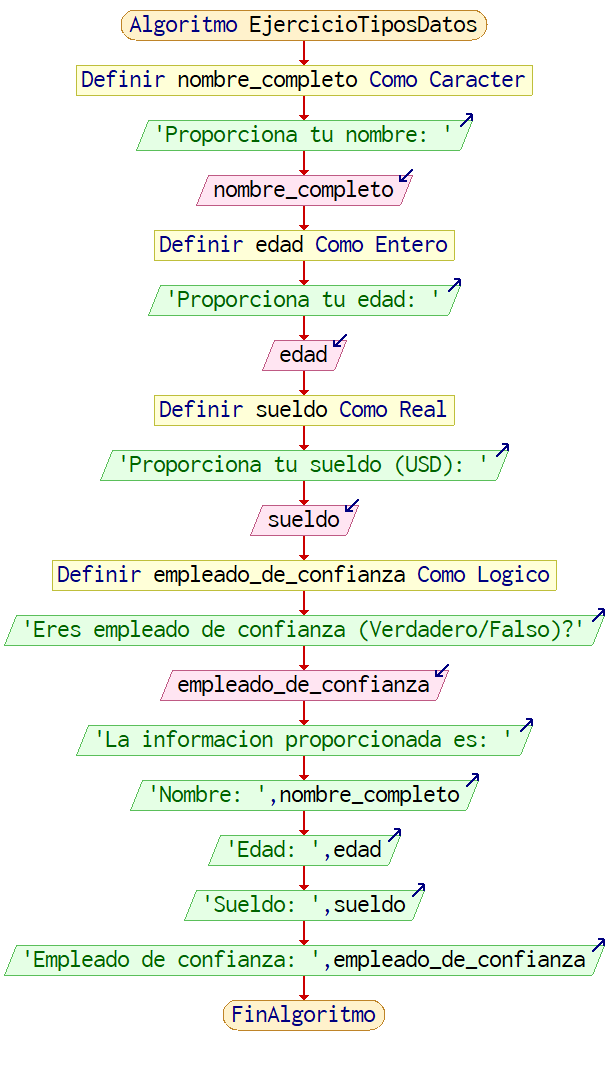 Algoritmo EjercicioTiposDatos
Definir nombre_completo Como Caracter
'Proporciona tu nombre: '
nombre_completo
Definir edad Como Entero
'Proporciona tu edad: '
edad
Definir sueldo Como Real
'Proporciona tu sueldo (USD): '
sueldo
Definir empleado_de_confianza Como Logico
'Eres empleado de confianza (Verdadero/Falso)?'
empleado_de_confianza
'La informacion proporcionada es: '
'Nombre: ',nombre_completo
'Edad: ',edad
'Sueldo: ',sueldo
'Empleado de confianza: ',empleado_de_confianza
FinAlgoritmo